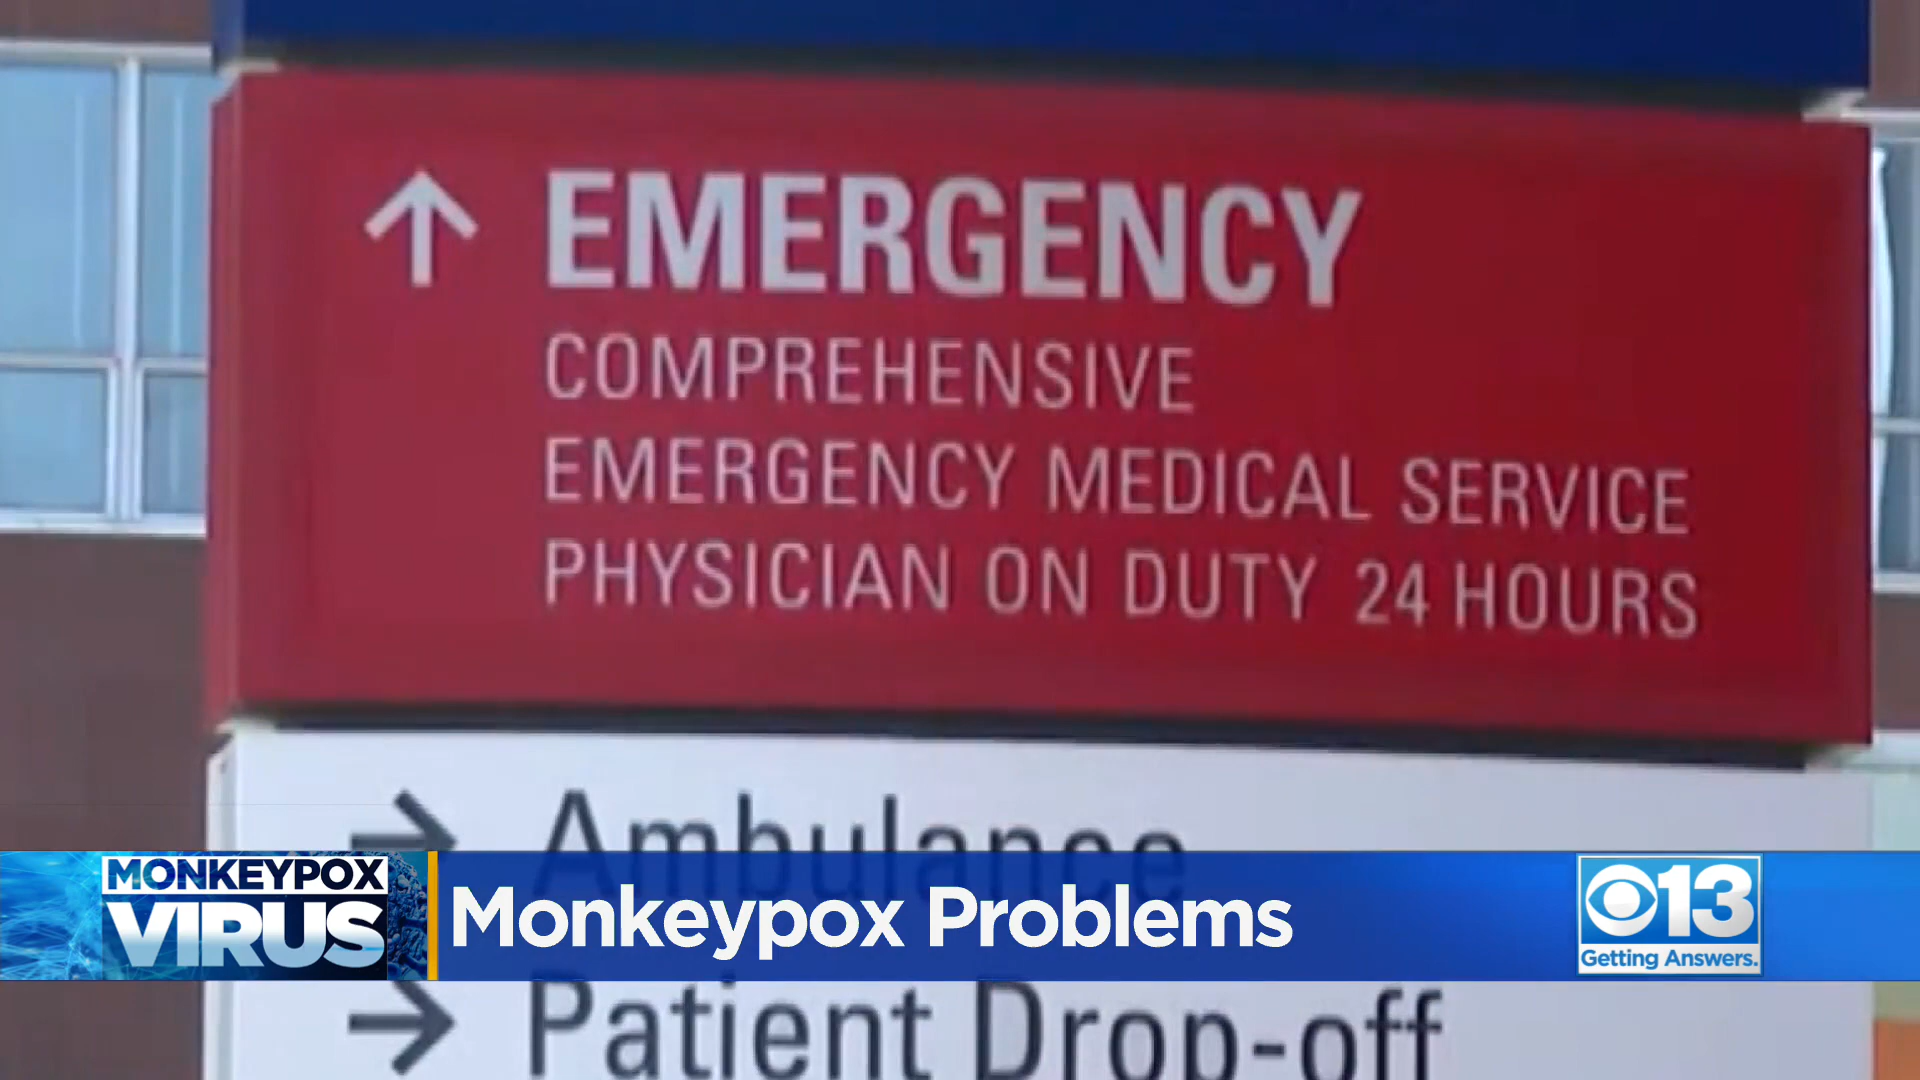 EMERGENCY
COMPREHENSIVE
EMERGENCY MEDICAL SERVICE
PHYSICIAN ON DUTY 24 HOURS
Ambulance
MONKEYPOX
VIRUS
Monkeypox Problems
13
Getting Answers.
Patient Drop-off